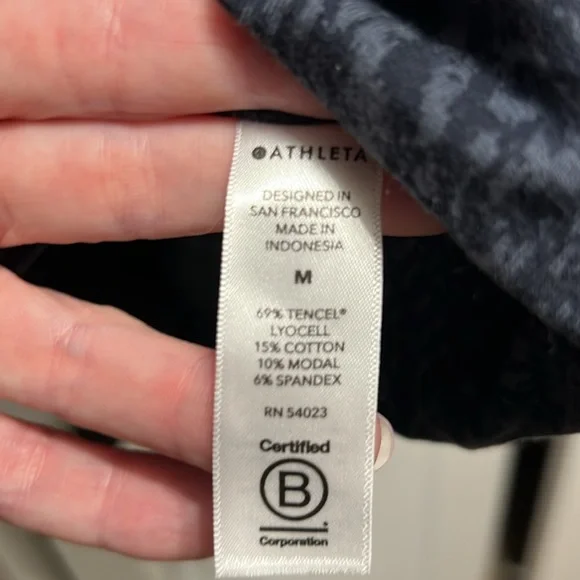 ATHLETA
DESIGNED IN
SAN FRANCISCO
MADE IN
INDONESIA
M
69% TENCEL®
LYOCELL
15% COTTON
10% MODAL
6% SPANDEX
RN 54023
Certified
B
Corporation